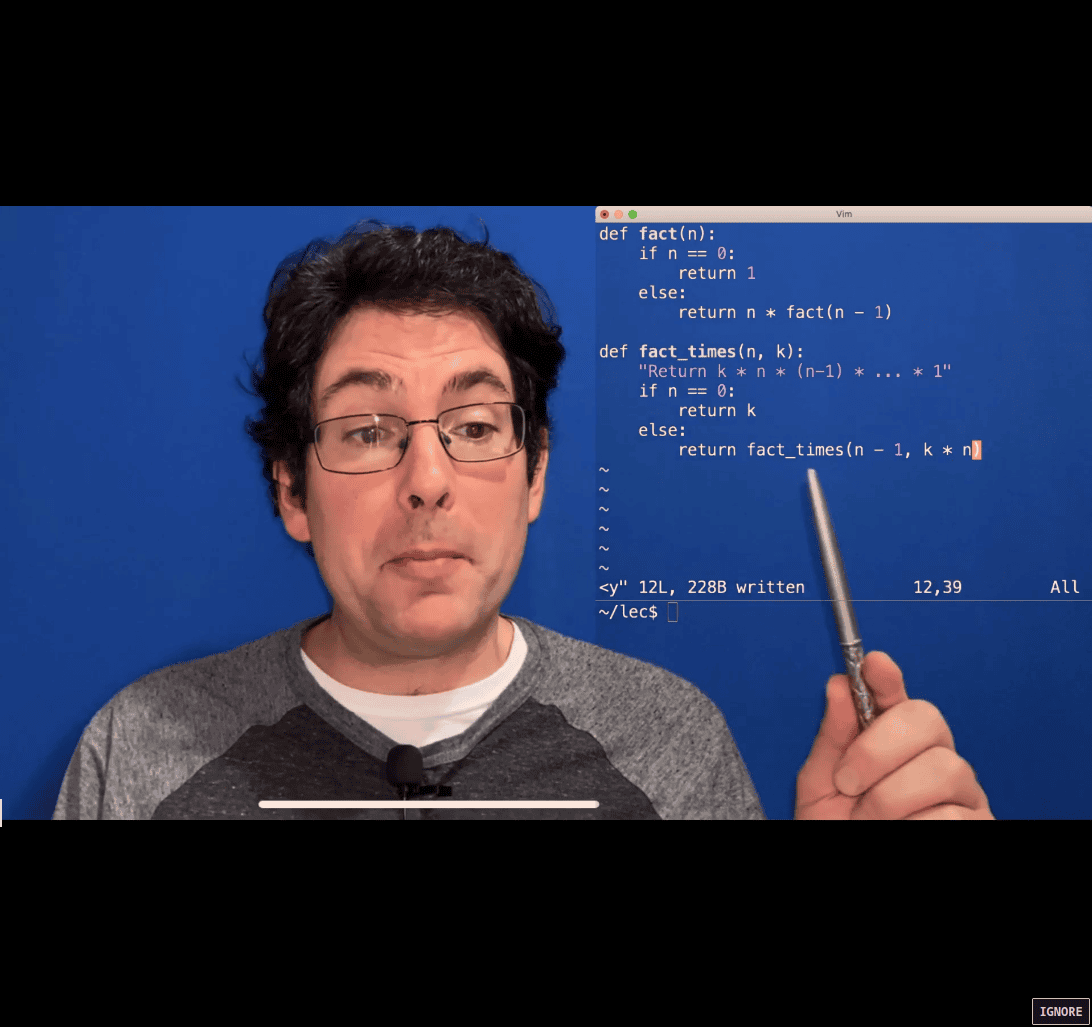 Vim
def fact(n):
    if n == 0:
        return 1
    else:
        return n * fact(n - 1)
def fact_times(n, k):
    "Return k * n * (n-1) * ... * 1"
    if n == 0:
        return k
    else:
        return fact_times(n - 1, k * n)
~
~
~
~
~
~
<y" 12L, 228B written 12,39 All
~/lec$
IGNORE